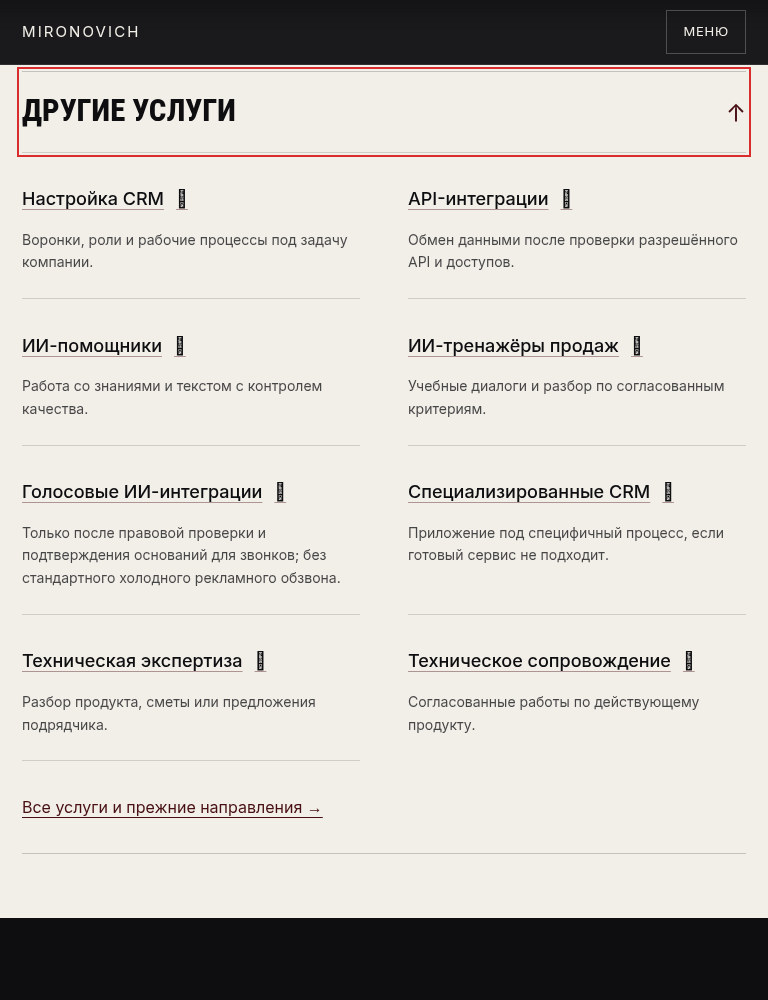 MIRONOVICH
МЕНЮ
ДРУГИЕ УСЛУГИ
Настройка CRM
Воронки, роли и рабочие процессы под задачу
компании.
API-интеграции
Обмен данными после проверки разрешённого
API и доступов.
ИИ-помощники
Работа со знаниями и текстом с контролем
качества.
ИИ-тренажёры продаж
Учебные диалоги и разбор по согласованным
критериям.
Голосовые ИИ-интеграции
Только после правовой проверки и
подтверждения оснований для звонков; без
стандартного холодного рекламного обзвона.
Специализированные CRM
Приложение под специфичный процесс, если
готовый сервис не подходит.
Техническая экспертиза
Разбор продукта, сметы или предложения
подрядчика.
Техническое сопровождение
Согласованные работы по действующему
продукту.
Все услуги и прежние направления →